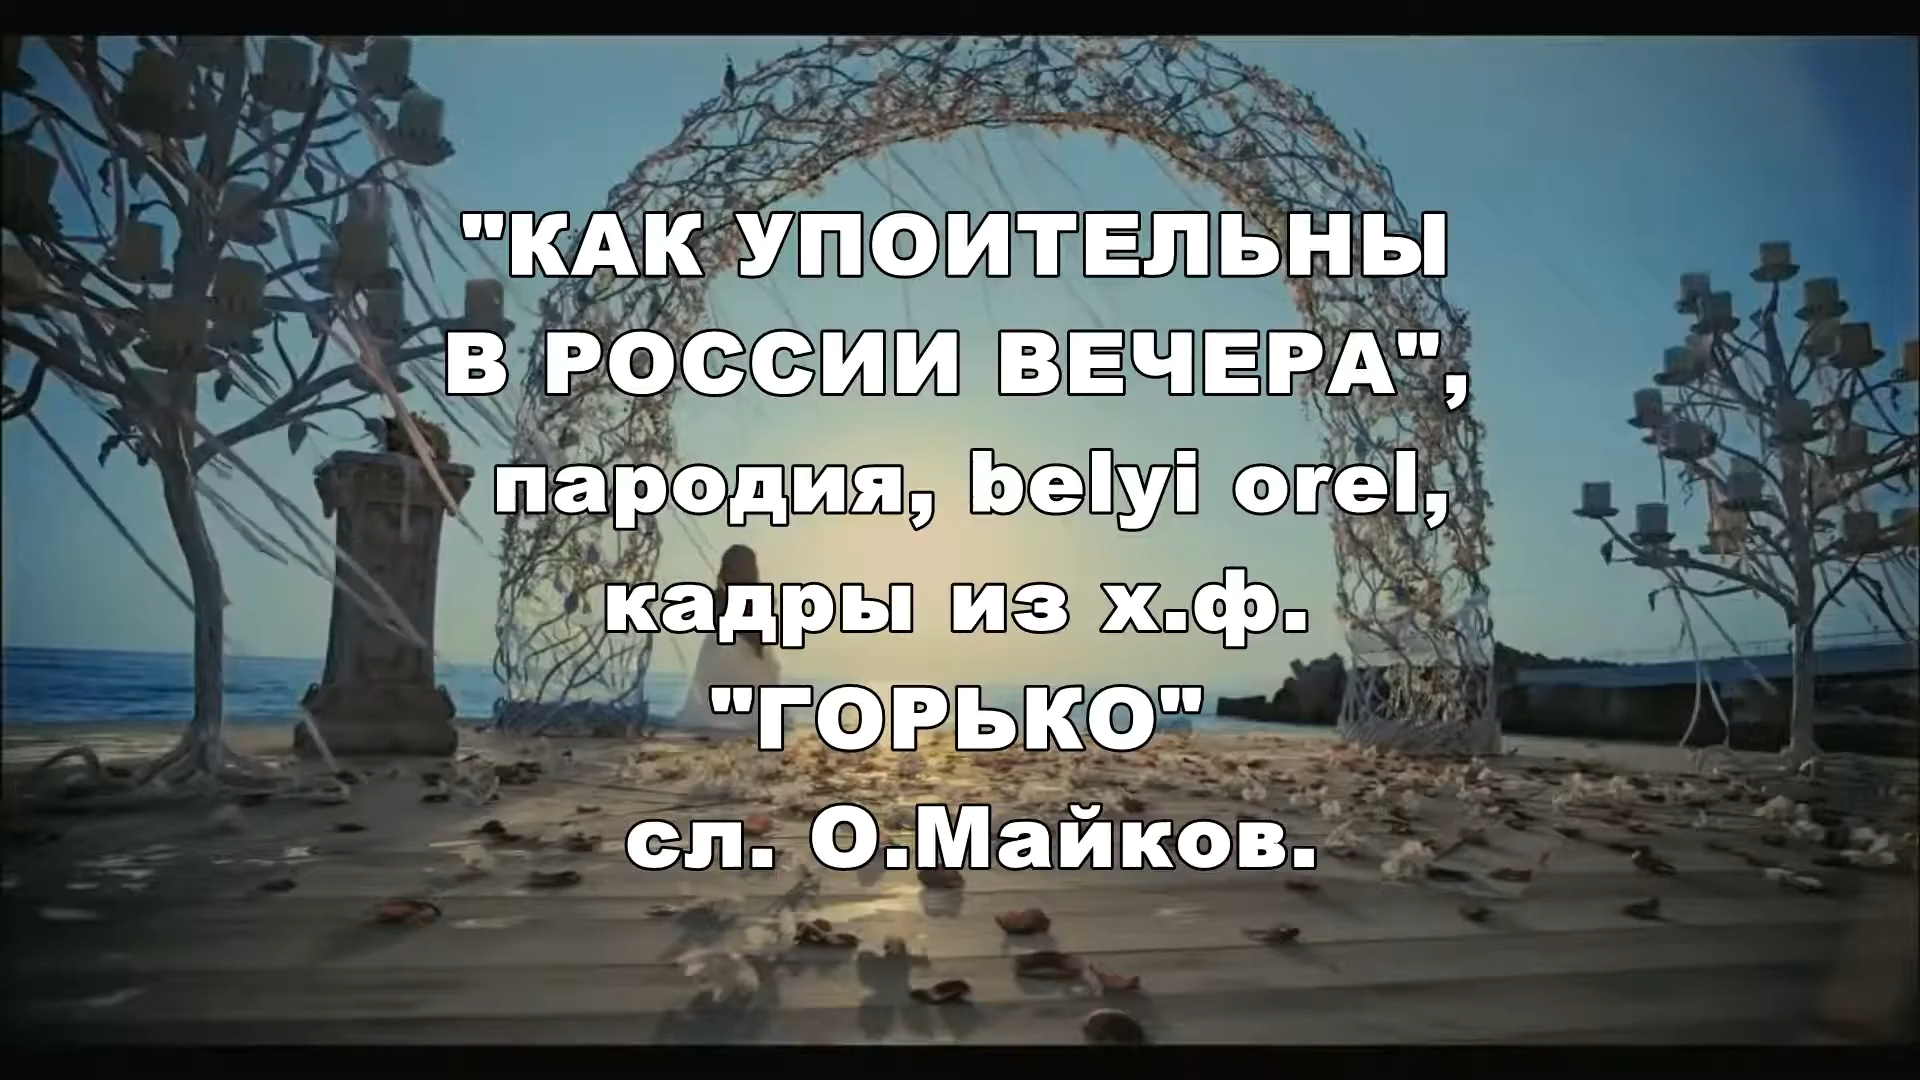 "КАК УПОИТЕЛЬНЫ
В РОССИИ ВЕЧЕРА",
пародия, belyi orel,
кадры из х.ф.
"ГОРЬКО"
сл. О.Майков.